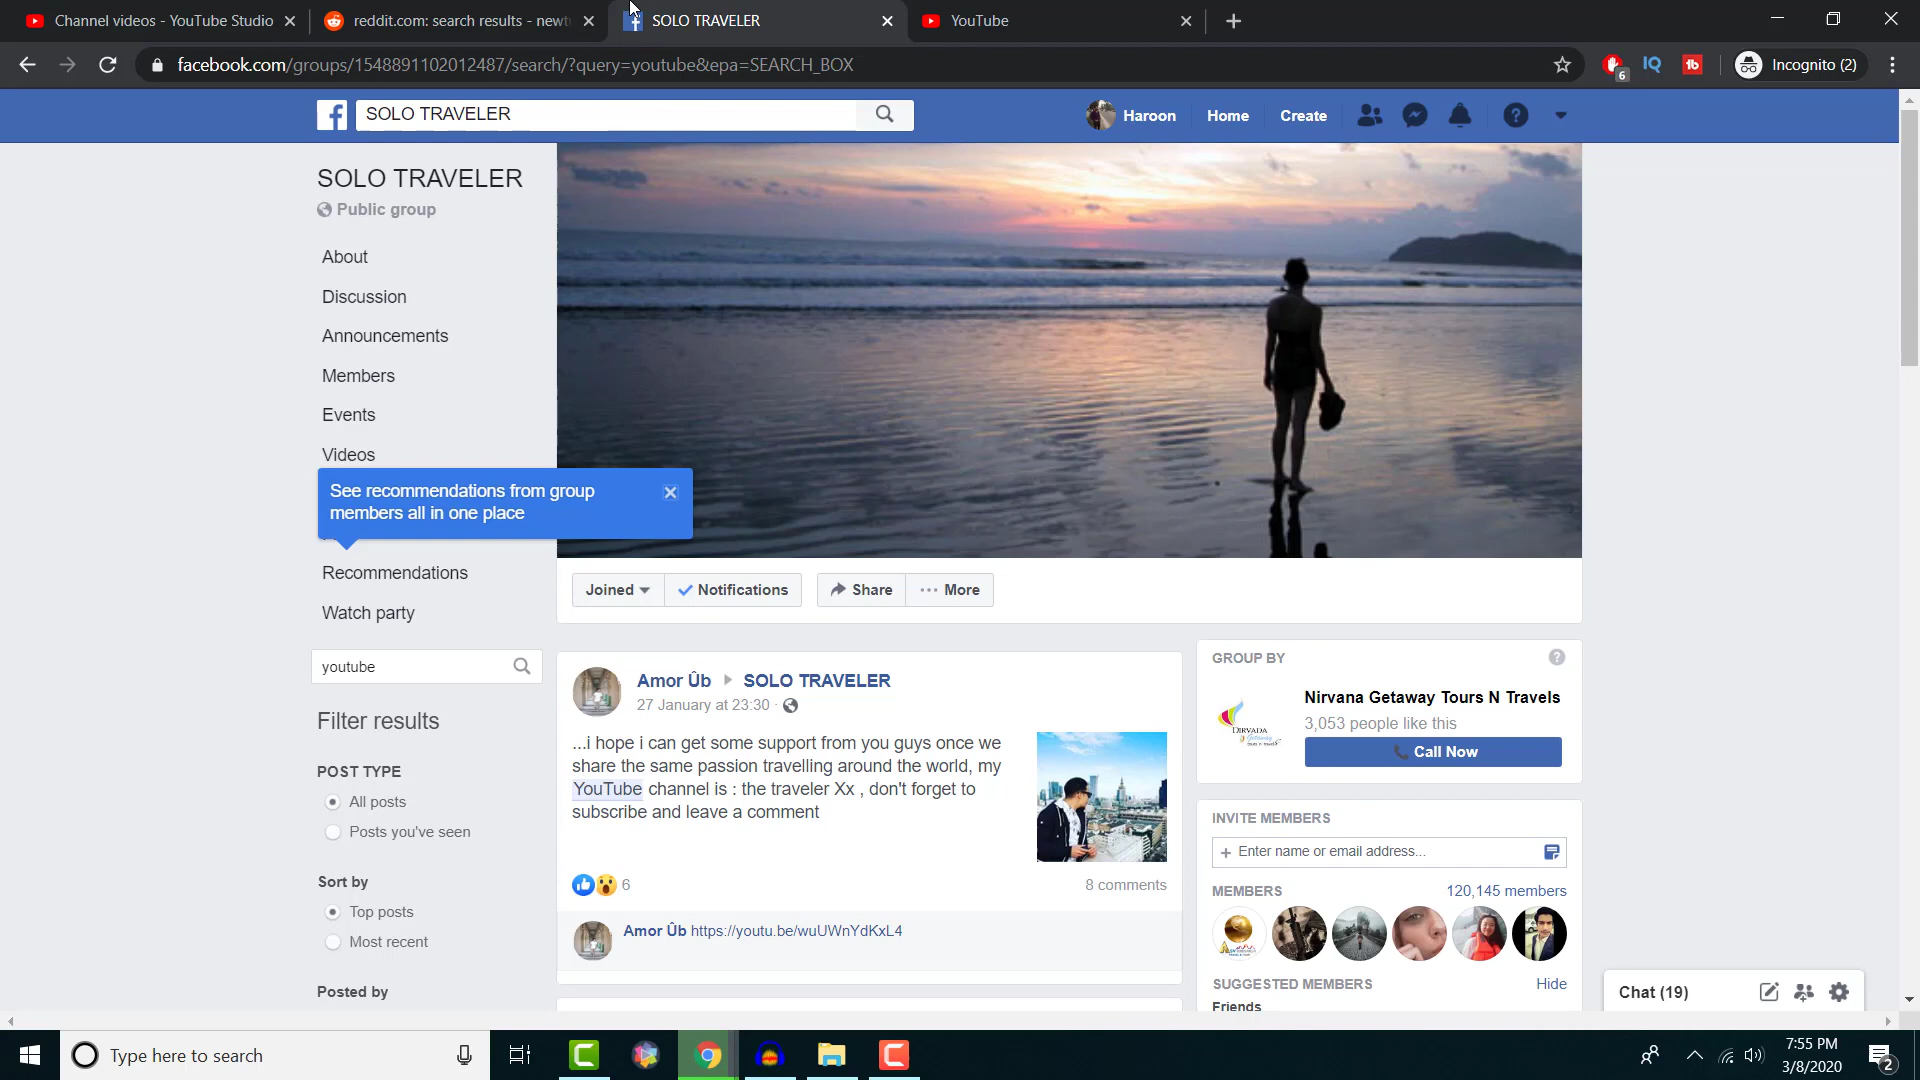 Channel videos - YouTube Studio
reddit.com: search results - newt
SOLO TRAVELER
YouTube
facebook.com/groups/1548891102012487/search/?query=youtube&epa=SEARCH_BOX
6
IQ
tb
Incognito (2)
SOLO TRAVELER
Haroon
Home
Create
SOLO TRAVELER
Public group
About
Discussion
Announcements
Members
Events
Videos
See recommendations from group
members all in one place
Recommendations
Watch party
youtube
Filter results
POST TYPE
All posts
Posts you've seen
Sort by
Top posts
Most recent
Posted by
Joined
Notifications
Share
More
Amor Ûb
SOLO TRAVELER
27 January at 23:30
...i hope i can get some support from you guys once we
share the same passion travelling around the world, my
YouTube channel is : the traveler Xx , don't forget to
subscribe and leave a comment
6
8 comments
Amor Ûb https://youtu.be/wuUWnYdKxL4
GROUP BY
Nirvana Getaway Tours N Travels
3,053 people like this
Call Now
INVITE MEMBERS
+ Enter name or email address...
MEMBERS
120,145 members
SUGGESTED MEMBERS
Hide
Friends
Chat (19)
Type here to search
7:55 PM
3/8/2020
2